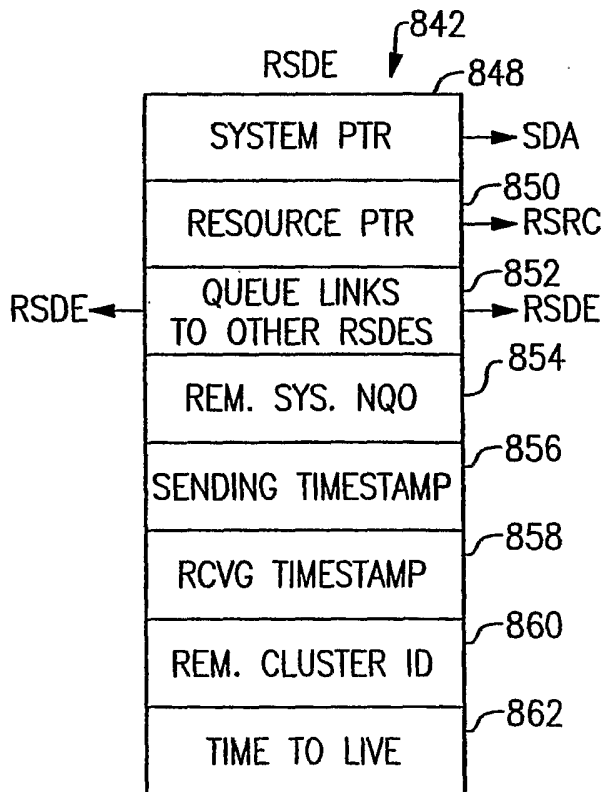 842
RSDE
848
SYSTEM PTR
SDA
850
RESOURCE PTR
RSRC
852
RSDE
QUEUE LINKS
TO OTHER RSDES
RSDE
854
REM. SYS. NQO
856
SENDING TIMESTAMP
858
RCVG TIMESTAMP
860
REM. CLUSTER ID
862
TIME TO LIVE